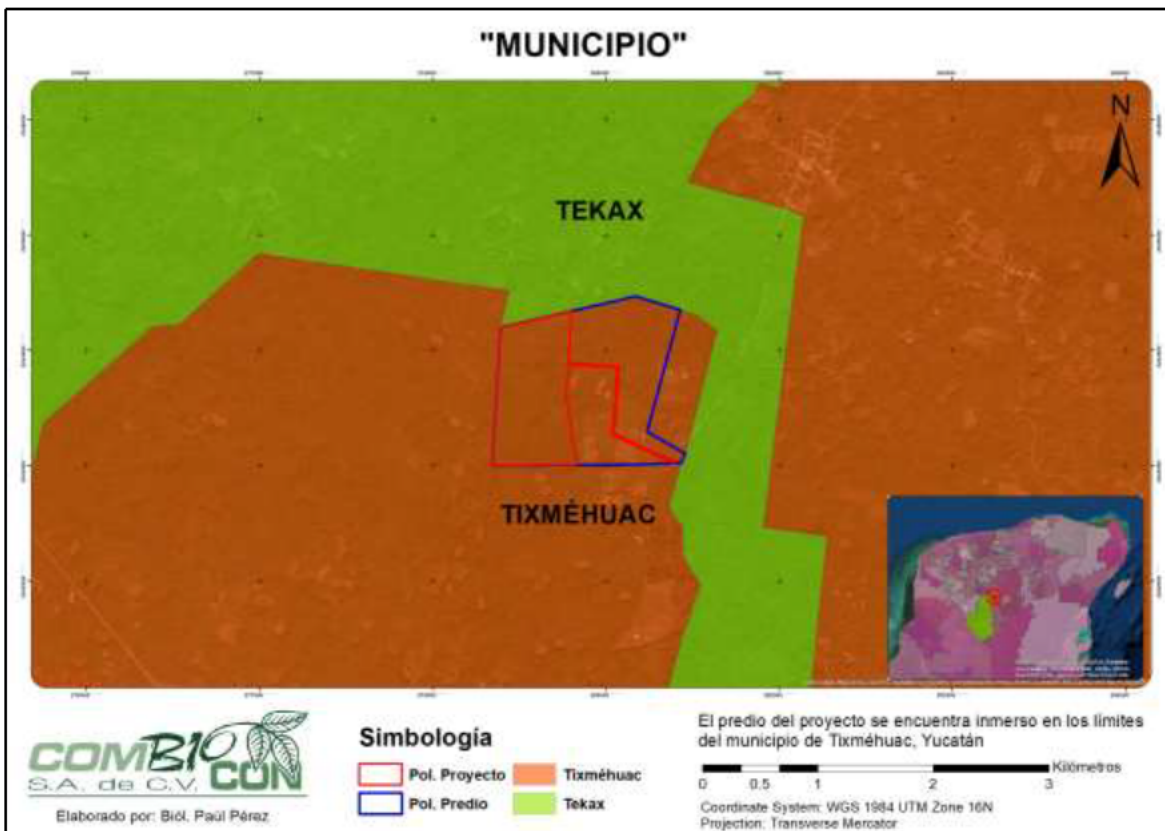 "MUNICIPIO"
N
TEKAX
TIXMÉHUAC
COMBIOCON
S.A. de C.V.
Elaborado por: Biól. Paúl Pérez
Simbología
Pol. Proyecto
Tixméhuac
Pol. Predio
Tekax
El predio del proyecto se encuentra inmerso en los límites
del municipio de Tixméhuac, Yucatán
Kilómetros
0 0.5 1 2 3
Coordinate System: WGS 1984 UTM Zone 16N
Projection: Transverse Mercator